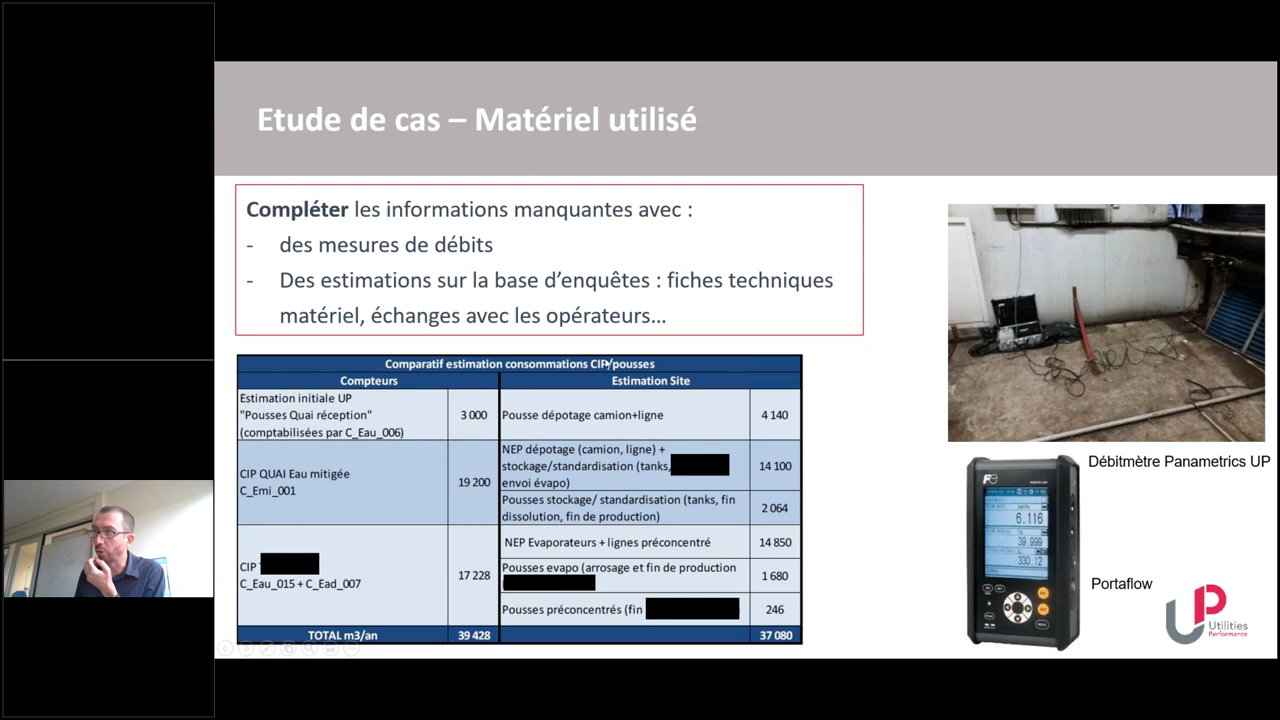 Etude de cas – Matériel utilisé
Compléter les informations manquantes avec :
- des mesures de débits
- Des estimations sur la base d’enquêtes : fiches techniques
matériel, échanges avec les opérateurs…
Comparatif estimation consommations CIP/pousses
Compteurs
Estimation Site
Estimation initiale UP
"Pousses Quai réception"
(comptabilisées par C_Eau_006)
3 000
Pousse dépotage camion+ligne
4 140
CIP QUAI Eau mitigée
C_Emi_001
19 200
NEP dépotage (camion, ligne) +
stockage/standardisation (tanks,
envoi évapo)
14 100
Pousses stockage/ standardisation (tanks, fin
dissolution, fin de production)
2 064
CIP
C_Eau_015 + C_Ead_007
17 228
NEP Evaporateurs + lignes préconcentré
14 850
Pousses evapo (arrosage et fin de production
1 680
Pousses préconcentrés (fin
246
TOTAL m3/an
39 428
37 080
Débitmètre Panametrics UP
Portaflow
6.116
39.999
330.12
UP
Utilities
Performance